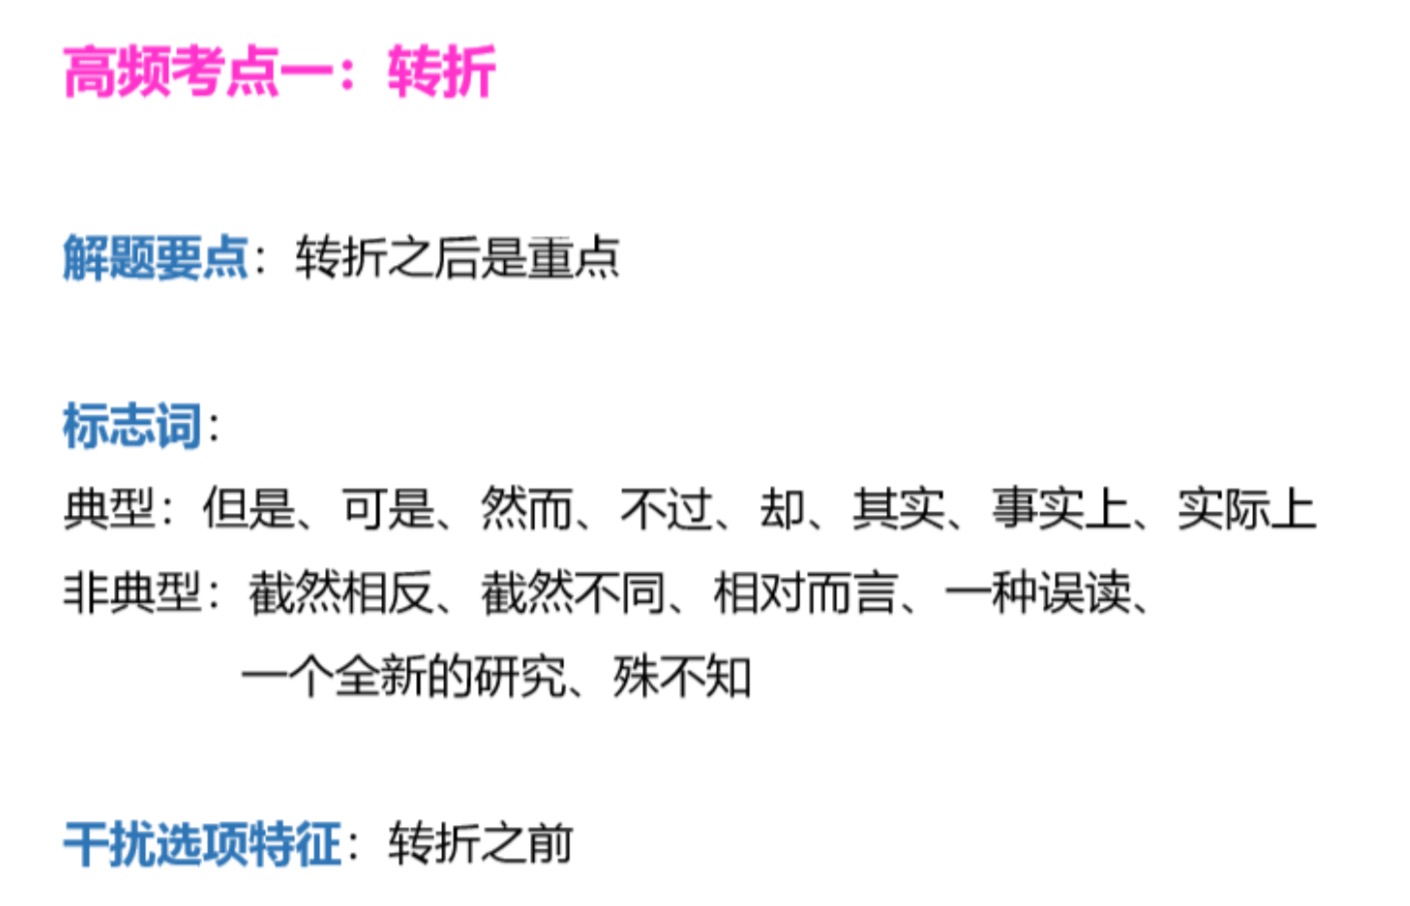 高频考点一：转折
解题要点：转折之后是重点
标志词：
典型：但是、可是、然而、不过、却、其实、事实上、实际上
非典型：截然相反、截然不同、相对而言、一种误读、
一个全新的研究、殊不知
干扰选项特征：转折之前